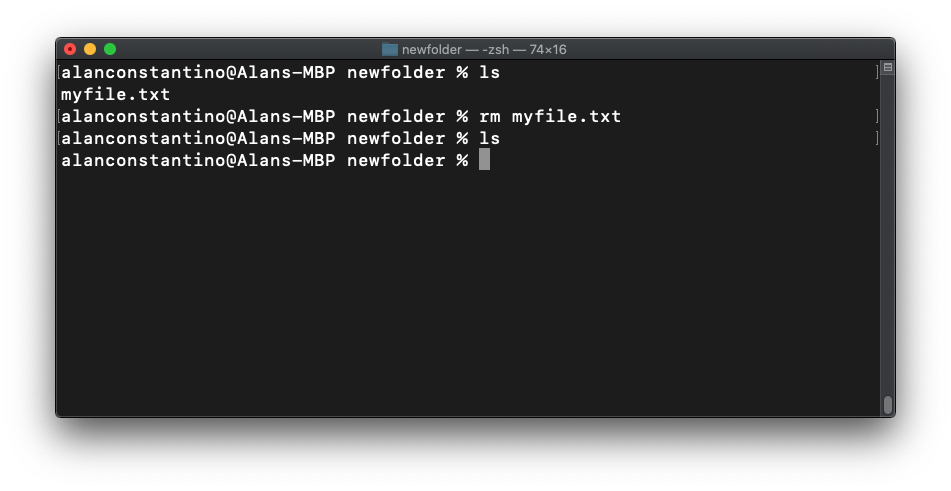 newfolder — -zsh — 74×16
[alanconstantino@Alans-MBP newfolder % ls ]
myfile.txt
[alanconstantino@Alans-MBP newfolder % rm myfile.txt ]
[alanconstantino@Alans-MBP newfolder % ls ]
alanconstantino@Alans-MBP newfolder %